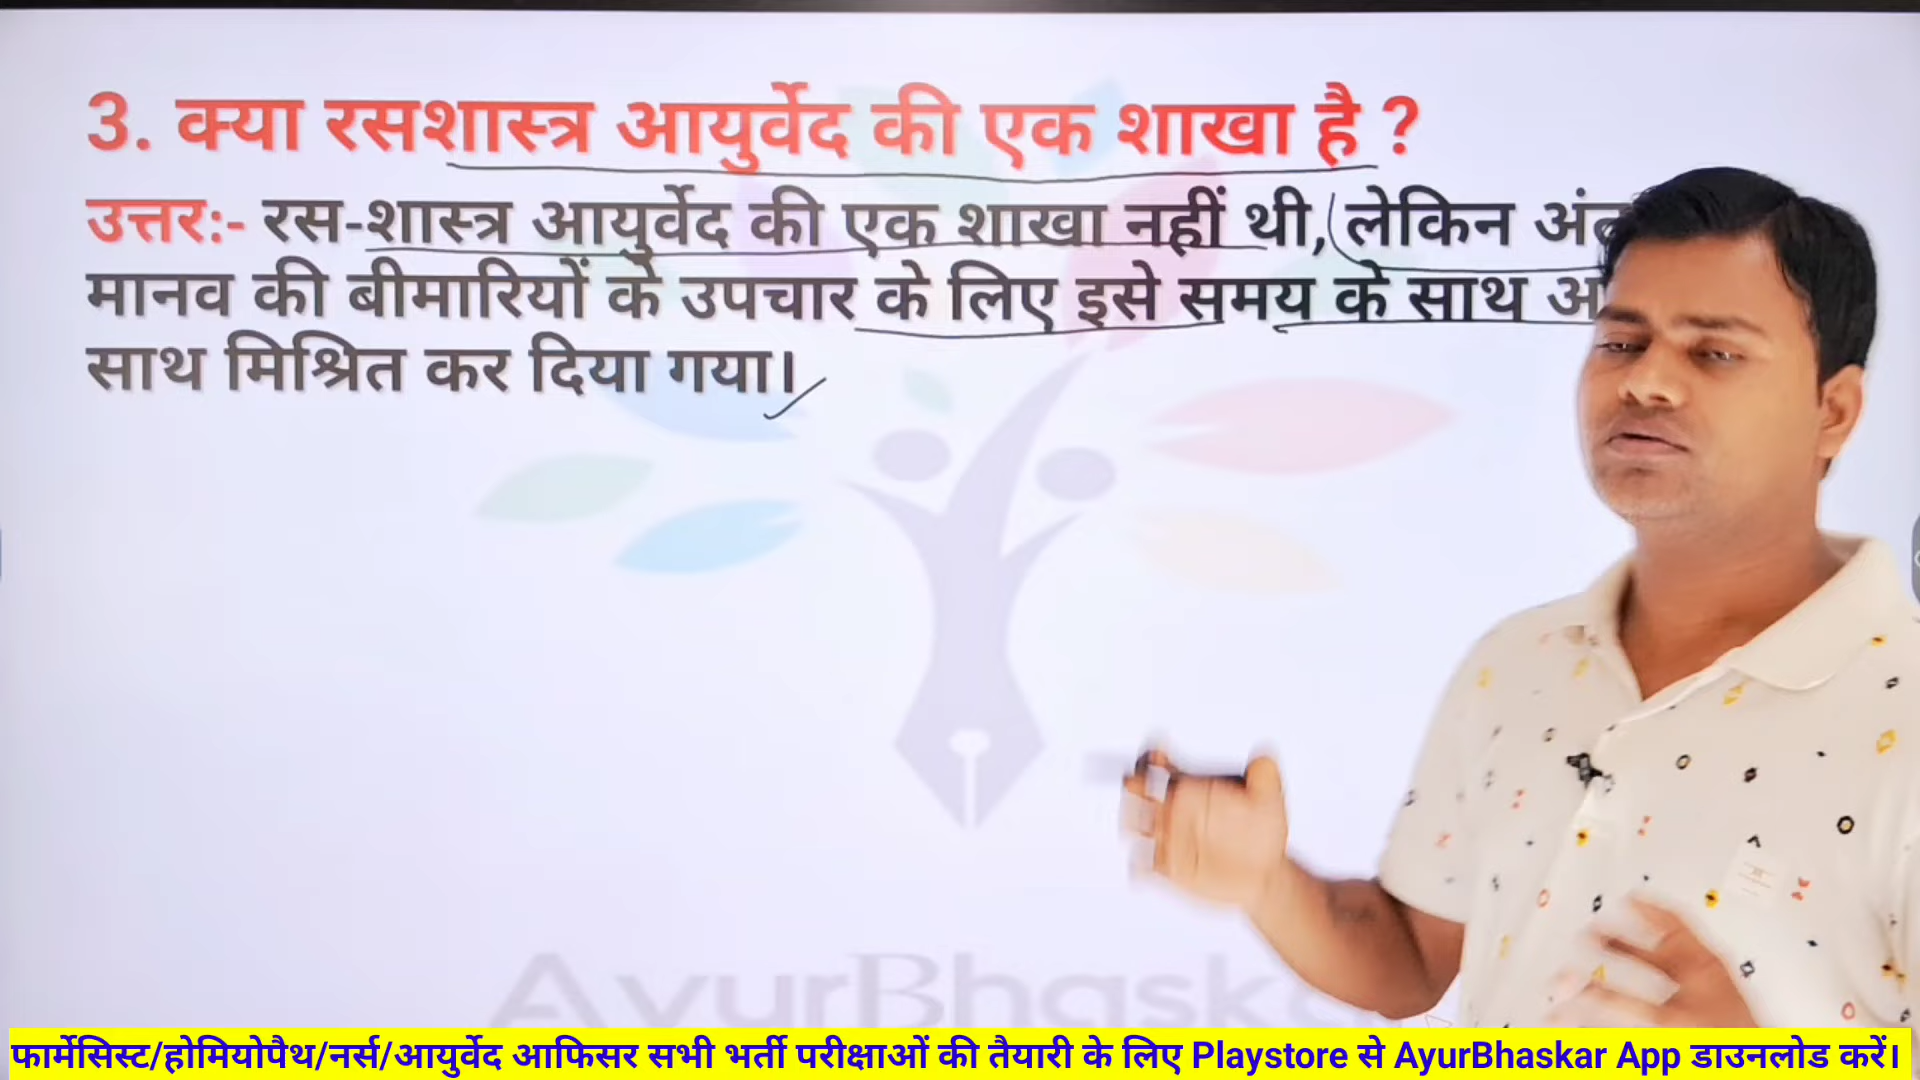 3. क्या रसशास्त्र आयुर्वेद की एक शाखा है ?
उत्तर:- रस-शास्त्र आयुर्वेद की एक शाखा नहीं थी, लेकिन
मानव की बीमारियों के उपचार के लिए इसे समय के साथ
साथ मिश्रित कर दिया गया।
AyurBhaskar
फार्मेसिस्ट/होमियोपैथ/नर्स/आयुर्वेद आफिसर सभी भर्ती परीक्षाओं की तैयारी के लिए Playstore से AyurBhaskar App डाउनलोड करें।